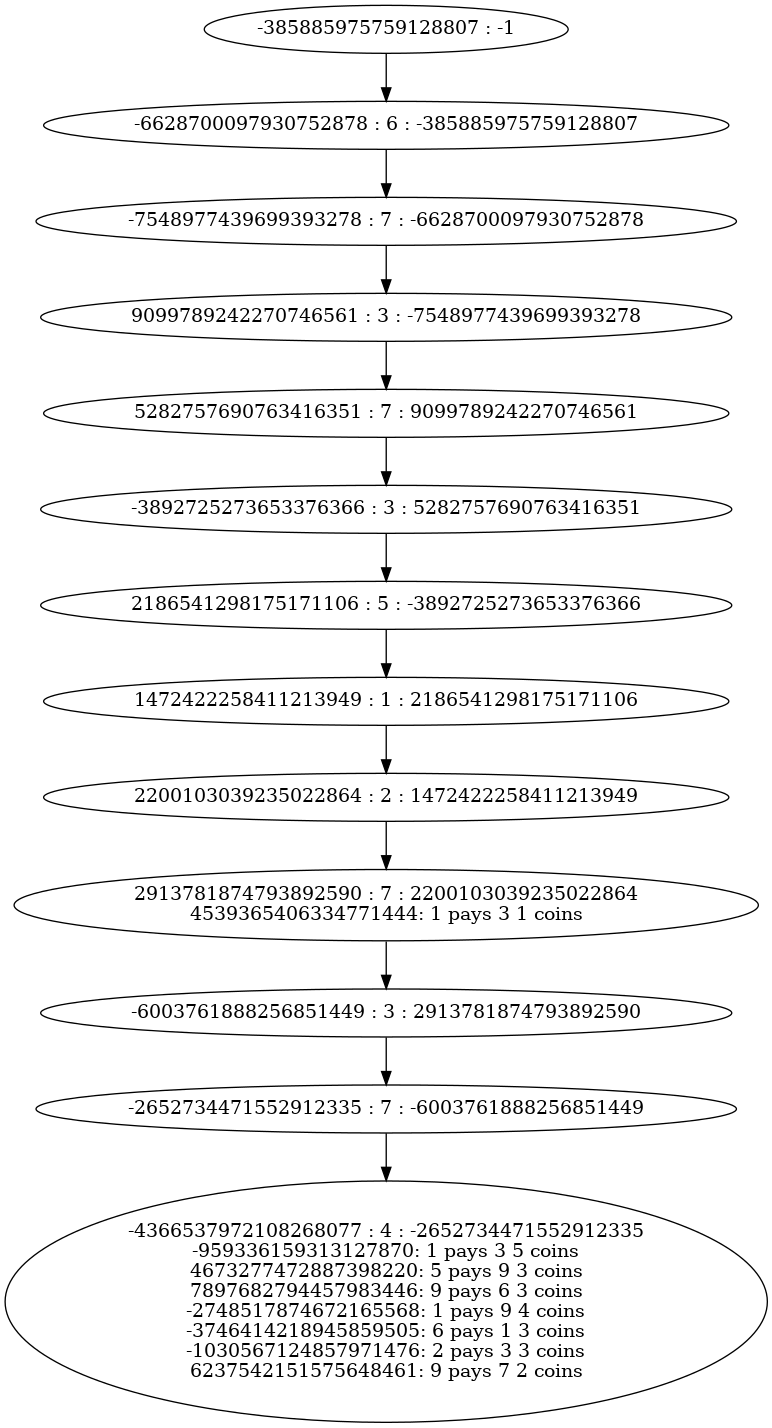 -385885975759128807 : -1
-6628700097930752878 : 6 : -385885975759128807
-7548977439699393278 : 7 : -6628700097930752878
9099789242270746561 : 3 : -7548977439699393278
5282757690763416351 : 7 : 9099789242270746561
-3892725273653376366 : 3 : 5282757690763416351
2186541298175171106 : 5 : -3892725273653376366
1472422258411213949 : 1 : 2186541298175171106
2200103039235022864 : 2 : 1472422258411213949
2913781874793892590 : 7 : 2200103039235022864
4539365406334771444: 1 pays 3 1 coins
-6003761888256851449 : 3 : 2913781874793892590
-2652734471552912335 : 7 : -6003761888256851449
-4366537972108268077 : 4 : -2652734471552912335
-959336159313127870: 1 pays 3 5 coins
4673277472887398220: 5 pays 9 3 coins
7897682794457983446: 9 pays 6 3 coins
-2748517874672165568: 1 pays 9 4 coins
-3746414218945859505: 6 pays 1 3 coins
-1030567124857971476: 2 pays 3 3 coins
6237542151575648461: 9 pays 7 2 coins